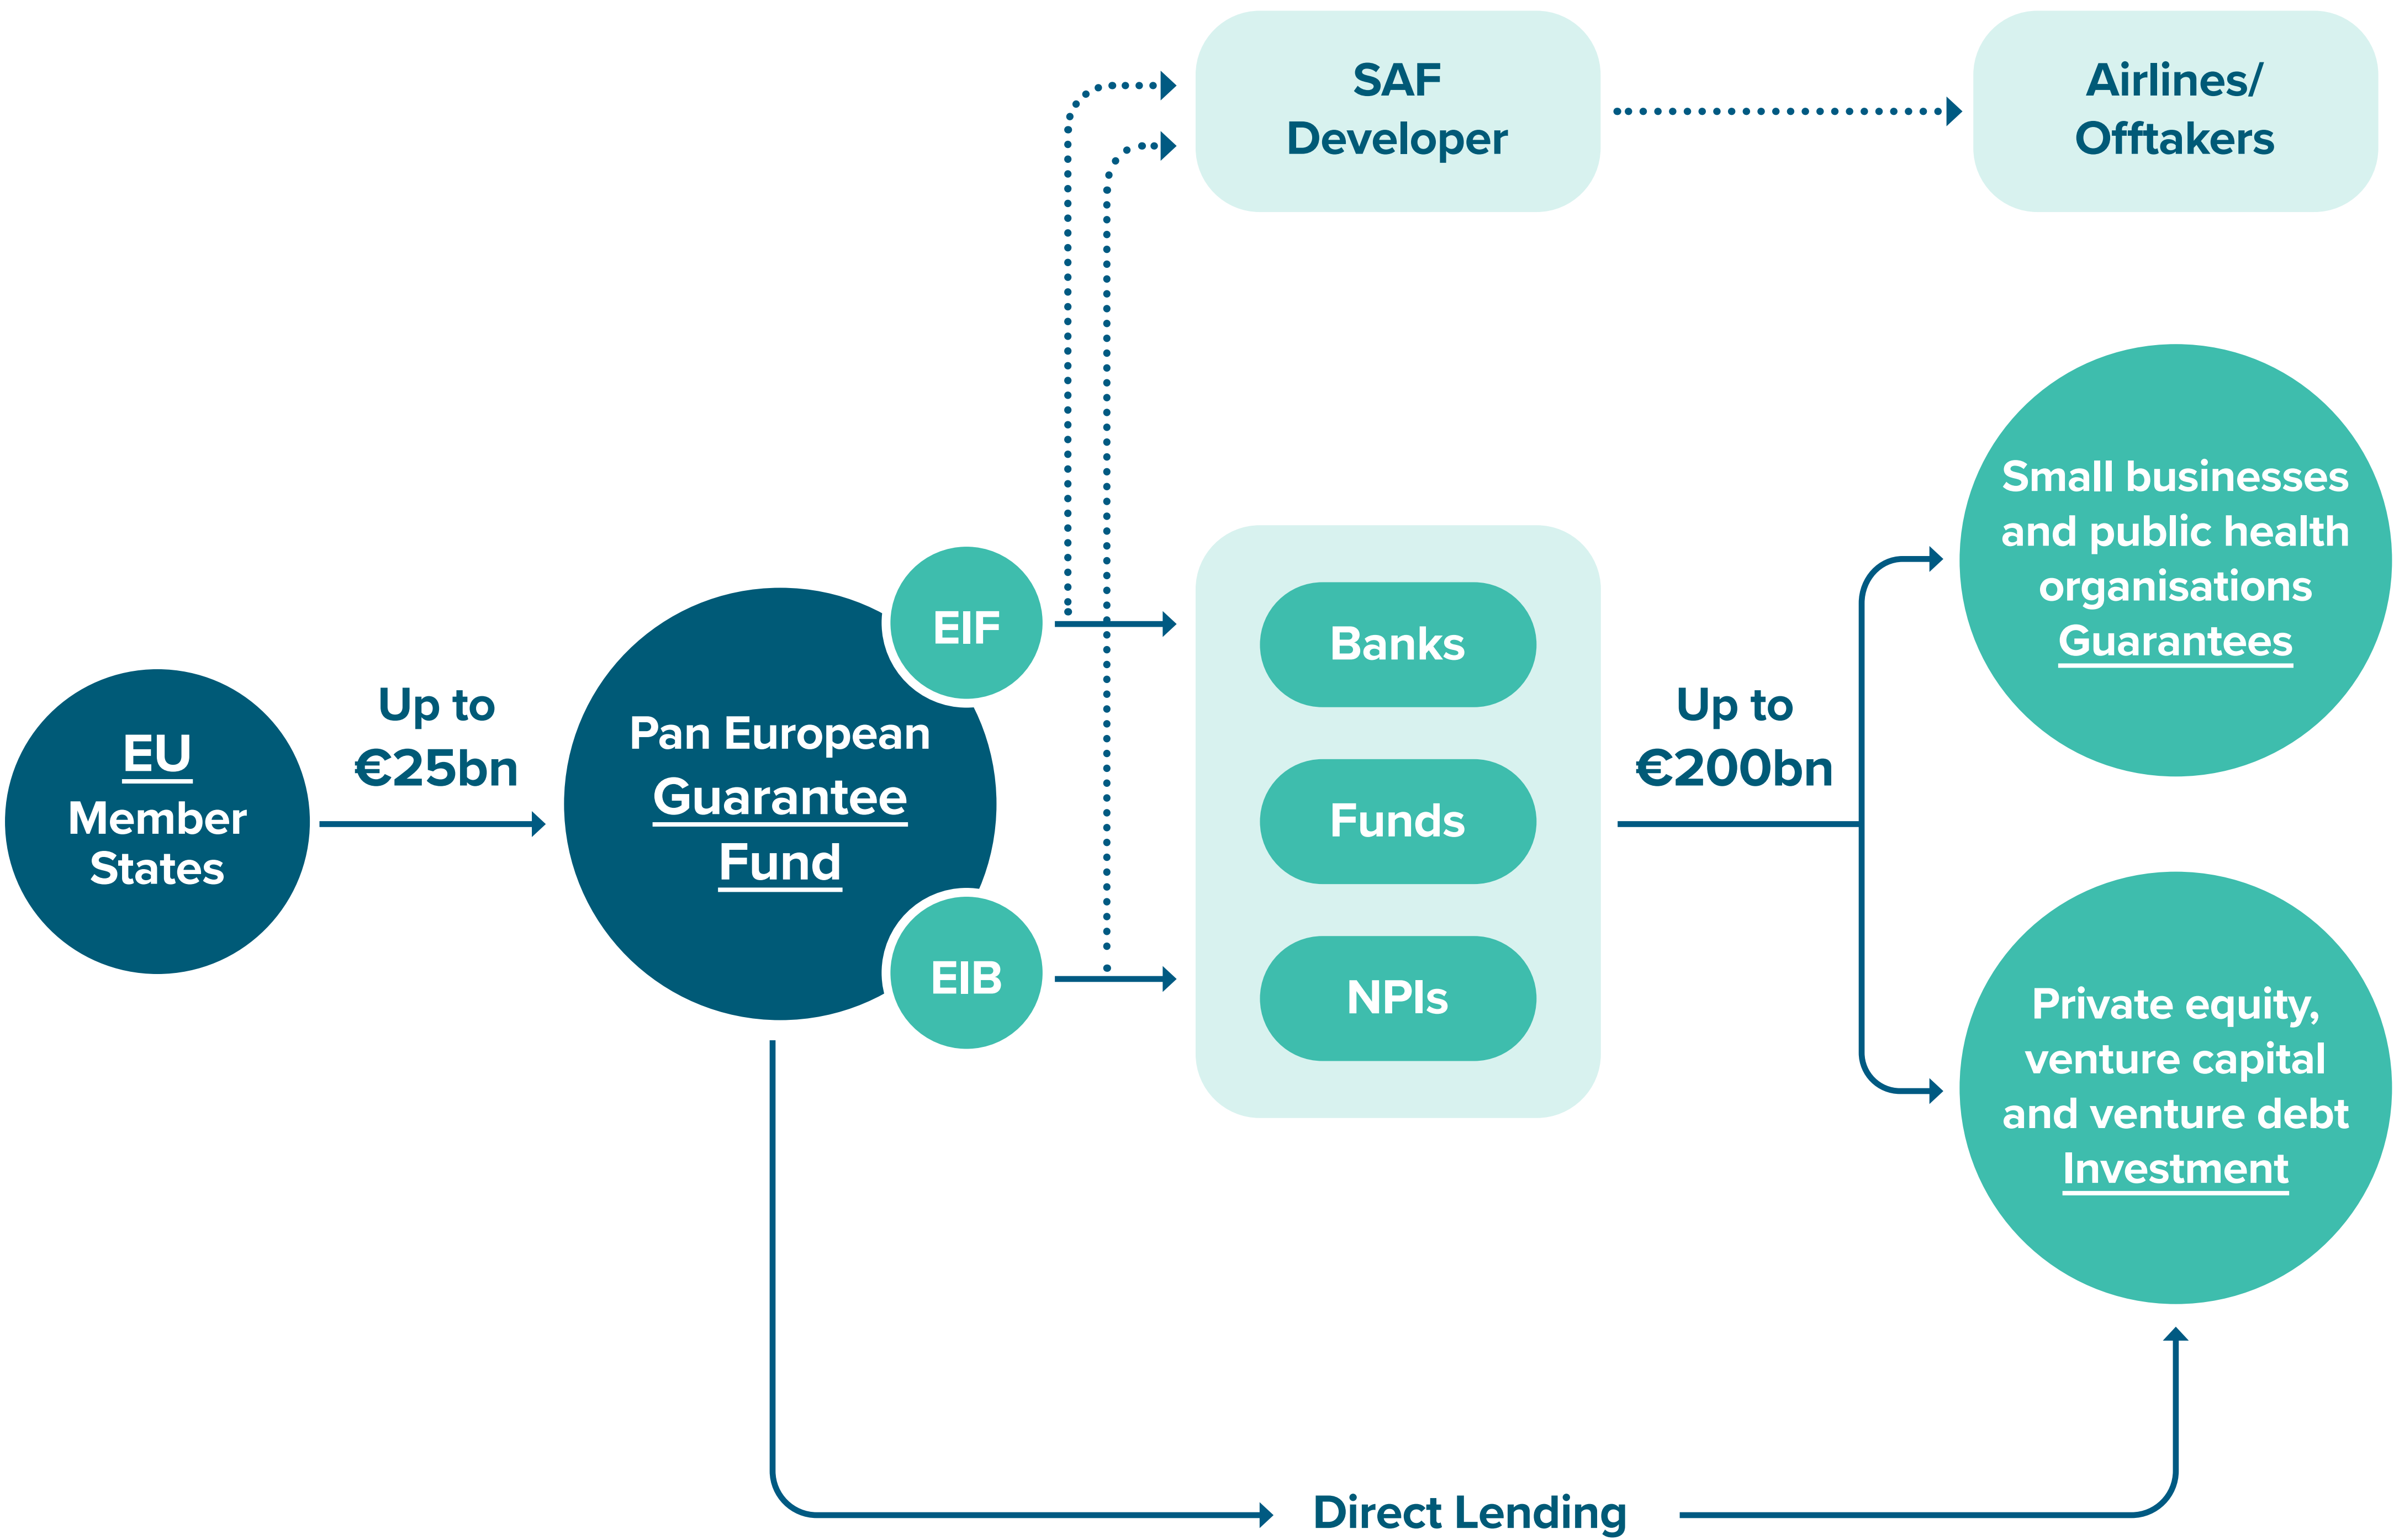 SAF
Developer
Airlines/
Offtakers
EU
Member
States
Up to
€25bn
Pan European
Guarantee
Fund
EIF
EIB
Banks
Funds
NPIs
Up to
€200bn
Small businesses
and public health
organisations
Guarantees
Private equity,
venture capital
and venture debt
Investment
Direct Lending